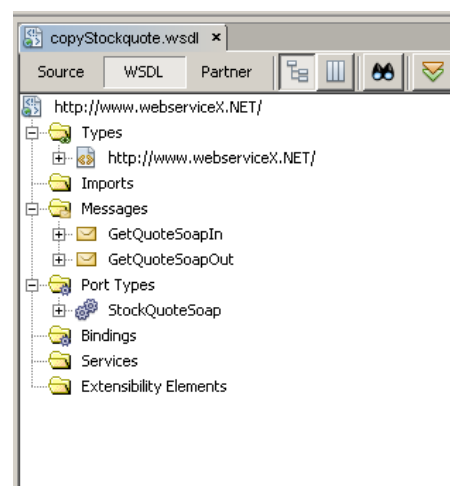 copyStockquote.wsdl
Source WSDL Partner
http://www.webserviceX.NET/
Types
http://www.webserviceX.NET/
Imports
Messages
GetQuoteSoapIn
GetQuoteSoapOut
Port Types
StockQuoteSoap
Bindings
Services
Extensibility Elements